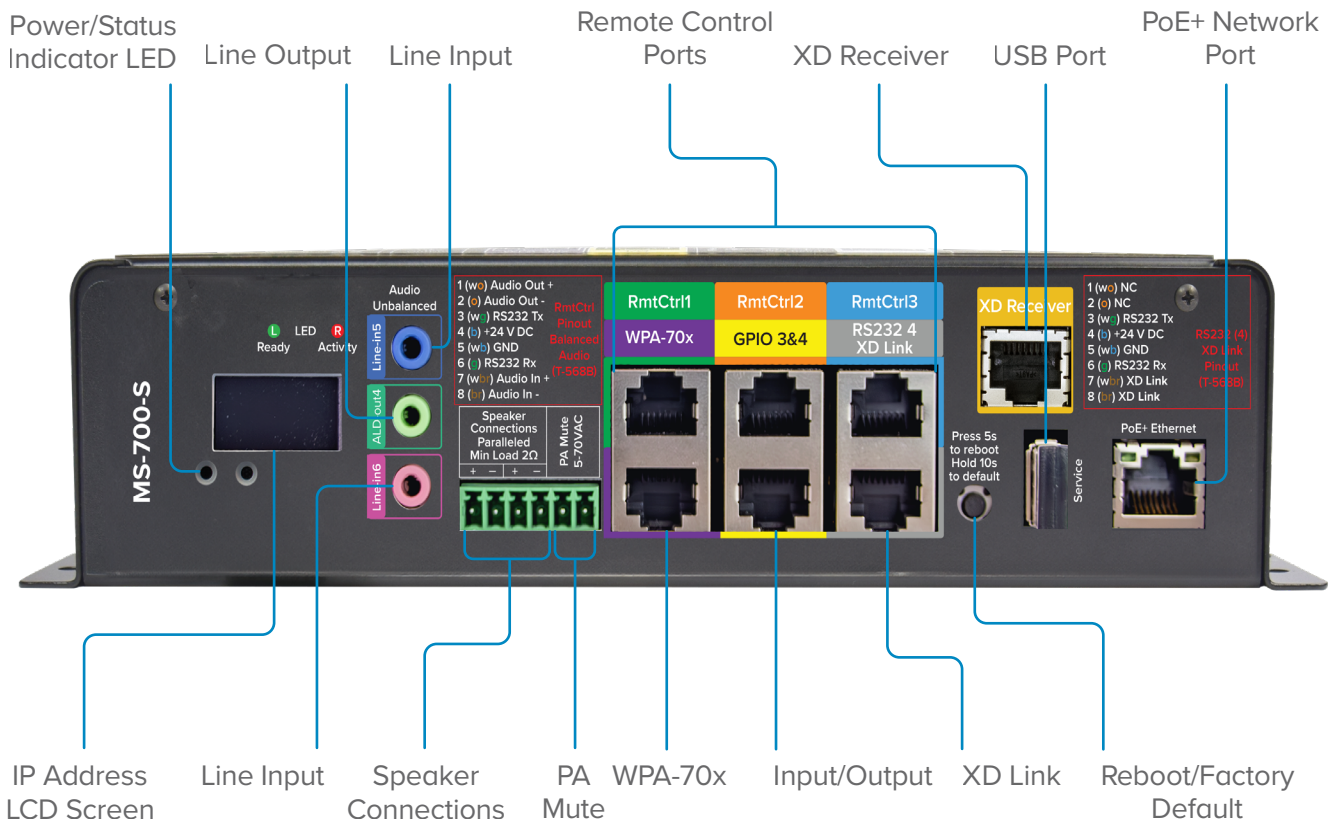 Power/Status
Indicator LED
Line Output
Line Input
Remote Control
Ports
XD Receiver
USB Port
PoE+ Network
Port
MS-700-S
L LED R
Ready Activity
Audio
Unbalanced
Line-in5
ALD-out4
Line-in6
1 (wo) Audio Out +
2 (o) Audio Out -
3 (wg) RS232 Tx
4 (b) +24 V DC
5 (wb) GND
6 (g) RS232 Rx
7 (wbr) Audio In +
8 (br) Audio In -
RmtCtrl
Pinout
Balanced
Audio
(T-568B)
Speaker
Connections
Paralleled
Min Load 2Ω
+ – + –
PA Mute
5-70VAC
RmtCtrl1
WPA-70x
RmtCtrl2
GPIO 3&4
RmtCtrl3
RS232 4
XD Link
XD Receiver
Press 5s
to reboot
Hold 10s
to default
Service
1 (wo) NC
2 (o) NC
3 (wg) RS232 Tx
4 (b) +24 V DC
5 (wb) GND
6 (g) RS232 Rx
7 (wbr) XD Link
8 (br) XD Link
RS232 (4)
XD Link
Pinout
(T-568B)
PoE+ Ethernet
IP Address
LCD Screen
Line Input
Speaker
Connections
PA
Mute
WPA-70x
Input/Output
XD Link
Reboot/Factory
Default